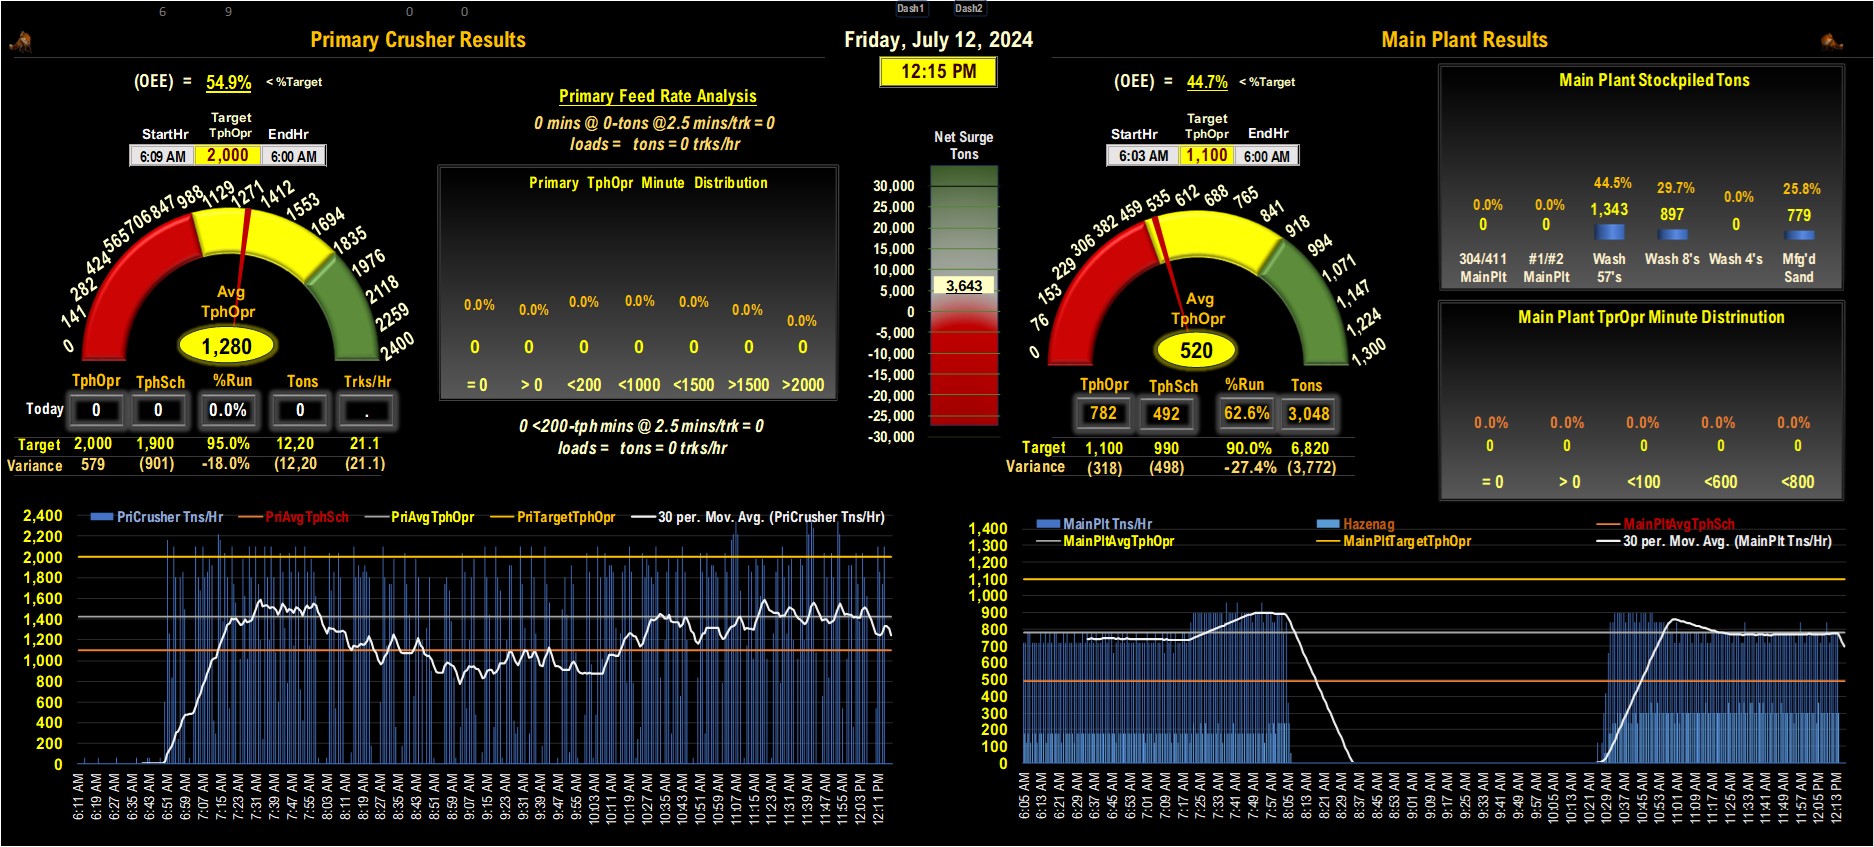 6 9 0 0 Dash1 Dash2
Primary Crusher Results
Friday, July 12, 2024
Main Plant Results
12:15 PM
(OEE) = 54.9% < %Target
Target
StartHr TphOpr EndHr
6:09 AM 2,000 6:00 AM
0 141 282 424 565 706 847 988 1129 1271 1412 1553 1694 1835 1976 2118 2259 2400
Avg
TphOpr
1,280
TphOpr TphSch %Run Tons Trks/Hr
Today 0 0 0.0% 0 .
Target 2,000 1,900 95.0% 12,20 21.1
Variance 579 (901) -18.0% (12,20 (21.1)
Primary Feed Rate Analysis
0 mins @ 0-tons @2.5 mins/trk = 0
loads = tons = 0 trks/hr
Primary TphOpr Minute Distribution
0.0% 0.0% 0.0% 0.0% 0.0% 0.0% 0.0%
0 0 0 0 0 0 0
= 0 > 0 <200 <1000 <1500 >1500 >2000
0 <200-tph mins @ 2.5 mins/trk = 0
loads = tons = 0 trks/hr
Net Surge
Tons
30,000
25,000
20,000
15,000
10,000
5,000
0
-5,000
-10,000
-15,000
-20,000
-25,000
-30,000
3,643
(OEE) = 44.7% < %Target
Target
StartHr TphOpr EndHr
6:03 AM 1,100 6:00 AM
0 76 153 229 306 382 459 535 612 688 765 841 918 994 1,071 1,147 1,224 1,300
Avg
TphOpr
520
TphOpr TphSch %Run Tons
782 492 62.6% 3,048
Target 1,100 990 90.0% 6,820
Variance (318) (498) -27.4% (3,772)
Main Plant Stockpiled Tons
0.0% 0.0% 44.5% 29.7% 0.0% 25.8%
0 0 1,343 897 0 779
304/411 #1/#2 Wash Wash 8's Wash 4's Mfg'd
MainPlt MainPlt 57's Sand
Main Plant TprOpr Minute Distrinution
0.0% 0.0% 0.0% 0.0% 0.0%
0 0 0 0 0
= 0 > 0 <100 <600 <800
PriCrusher Tns/Hr PriAvgTphSch PriAvgTphOpr PriTargetTphOpr 30 per. Mov. Avg. (PriCrusher Tns/Hr)
2,400
2,200
2,000
1,800
1,600
1,400
1,200
1,000
800
600
400
200
0
6:11 AM 6:19 AM 6:27 AM 6:35 AM 6:43 AM 6:51 AM 6:59 AM 7:07 AM 7:15 AM 7:23 AM 7:31 AM 7:39 AM 7:47 AM 7:55 AM 8:03 AM 8:11 AM 8:19 AM 8:27 AM 8:35 AM 8:43 AM 8:51 AM 8:59 AM 9:07 AM 9:15 AM 9:23 AM 9:31 AM 9:39 AM 9:47 AM 9:55 AM 10:03 AM 10:11 AM 10:19 AM 10:27 AM 10:35 AM 10:43 AM 10:51 AM 10:59 AM 11:07 AM 11:15 AM 11:23 AM 11:31 AM 11:39 AM 11:47 AM 11:55 AM 12:03 PM 12:11 PM
MainPlt Tns/Hr Hazenag MainPltAvgTphSch
MainPltAvgTphOpr MainPltTargetTphOpr 30 per. Mov. Avg. (MainPlt Tns/Hr)
1,400
1,300
1,200
1,100
1,000
900
800
700
600
500
400
300
200
100
0
6:05 AM 6:13 AM 6:21 AM 6:29 AM 6:37 AM 6:45 AM 6:53 AM 7:01 AM 7:09 AM 7:17 AM 7:25 AM 7:33 AM 7:41 AM 7:49 AM 7:57 AM 8:05 AM 8:13 AM 8:21 AM 8:29 AM 8:37 AM 8:45 AM 8:53 AM 9:01 AM 9:09 AM 9:17 AM 9:25 AM 9:33 AM 9:41 AM 9:49 AM 9:57 AM 10:05 AM 10:13 AM 10:21 AM 10:29 AM 10:37 AM 10:45 AM 10:53 AM 11:01 AM 11:09 AM 11:17 AM 11:25 AM 11:33 AM 11:41 AM 11:49 AM 11:57 AM 12:05 PM 12:13 PM